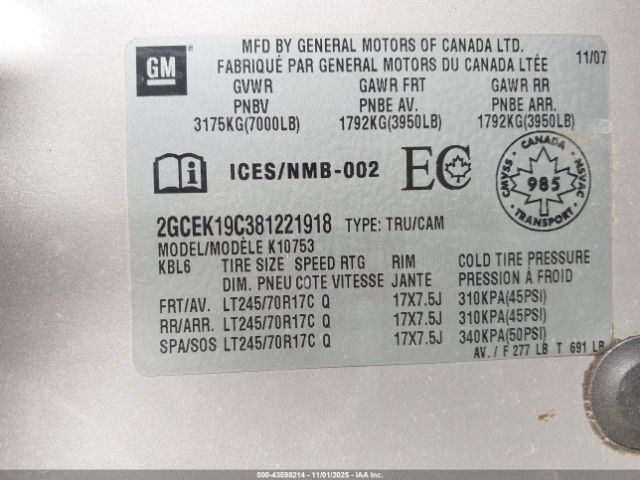 GM
MFD BY GENERAL MOTORS OF CANADA LTD.
FABRIQUÉ PAR GENERAL MOTORS DU CANADA LTÉE
11/07
GVWR GAWR FRT GAWR RR
PNBV PNBE AV. PNBE ARR.
3175KG(7000LB) 1792KG(3950LB) 1792KG(3950LB)
i ICES/NMB-002 EC
CANADA
CMVSS NSVAC
985
TRANSPORT
2GCEK19C381221918 TYPE: TRU/CAM
MODEL/MODÈLE K10753
KBL6 TIRE SIZE SPEED RTG RIM COLD TIRE PRESSURE
DIM. PNEU COTE VITESSE JANTE PRESSION À FROID
FRT/AV. LT245/70R17C Q 17X7.5J 310KPA(45PSI)
RR/ARR. LT245/70R17C Q 17X7.5J 310KPA(45PSI)
SPA/SOS LT245/70R17C Q 17X7.5J 340KPA(50PSI)
AV. / F 277 LB T 691 LB
000-43598214 - 11/01/2025 - IAA, Inc.